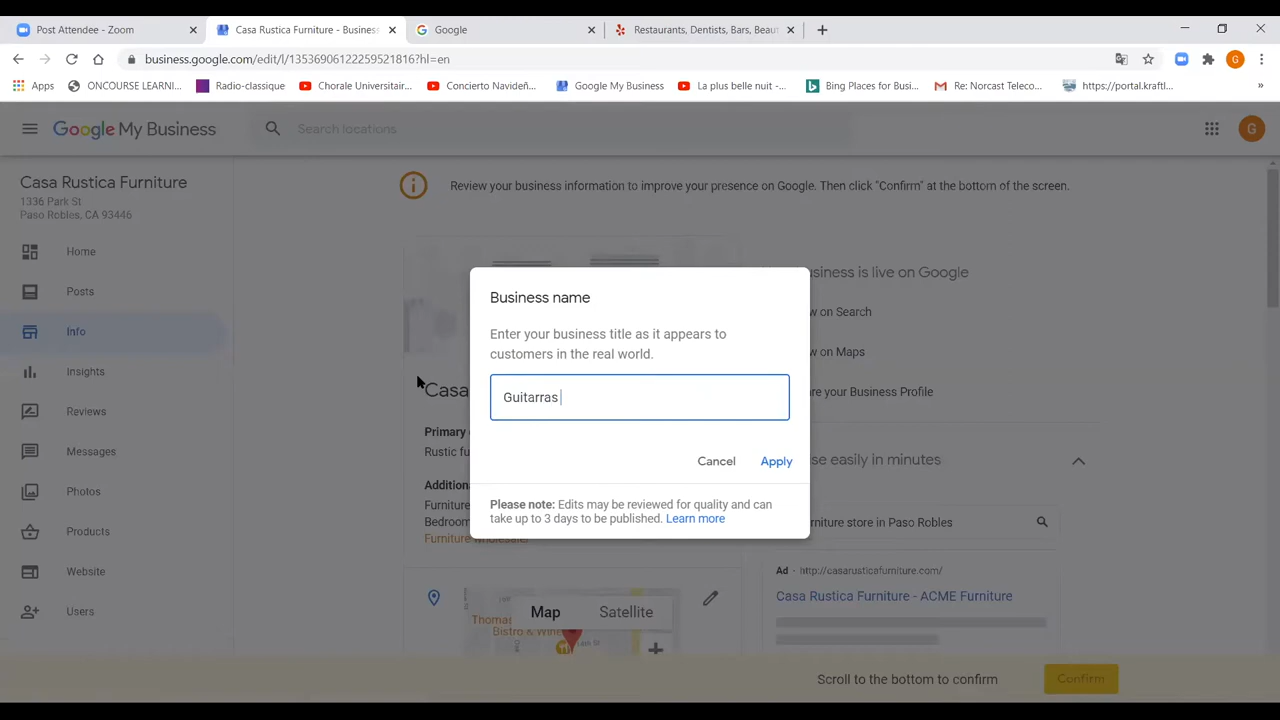 Post Attendee - Zoom
Casa Rustica Furniture - Business
Google
Restaurants, Dentists, Bars, Beau
business.google.com/edit/l/13536906122259521816?hl=en
G
Apps
ONCOURSE LEARNI...
Radio-classique
Chorale Universitair...
Concierto Navideñ...
Google My Business
La plus belle nuit -...
Bing Places for Busi...
Re: Norcast Teleco...
https://portal.kraftl...
»
Google My Business
Search locations
G
Casa Rustica Furniture
1336 Park St
Paso Robles, CA 93446
Home
Posts
Info
Insights
Reviews
Messages
Photos
Products
Website
Users
Review your business information to improve your presence on Google. Then click "Confirm" at the bottom of the screen.
Casa
Primary
Rustic fu
Additiona
Furniture
Bedroom
Furniture wholesaler
Business name
Enter your business title as it appears to
customers in the real world.
Guitarras
Cancel
Apply
Please note: Edits may be reviewed for quality and can
take up to 3 days to be published. Learn more
usiness is live on Google
w on Search
w on Maps
are your Business Profile
se easily in minutes
rniture store in Paso Robles
Ad · http://casarusticafurniture.com/
Casa Rustica Furniture - ACME Furniture
Thomas
Bistro & Wine
Map
Satellite
14th St
Scroll to the bottom to confirm
Confirm